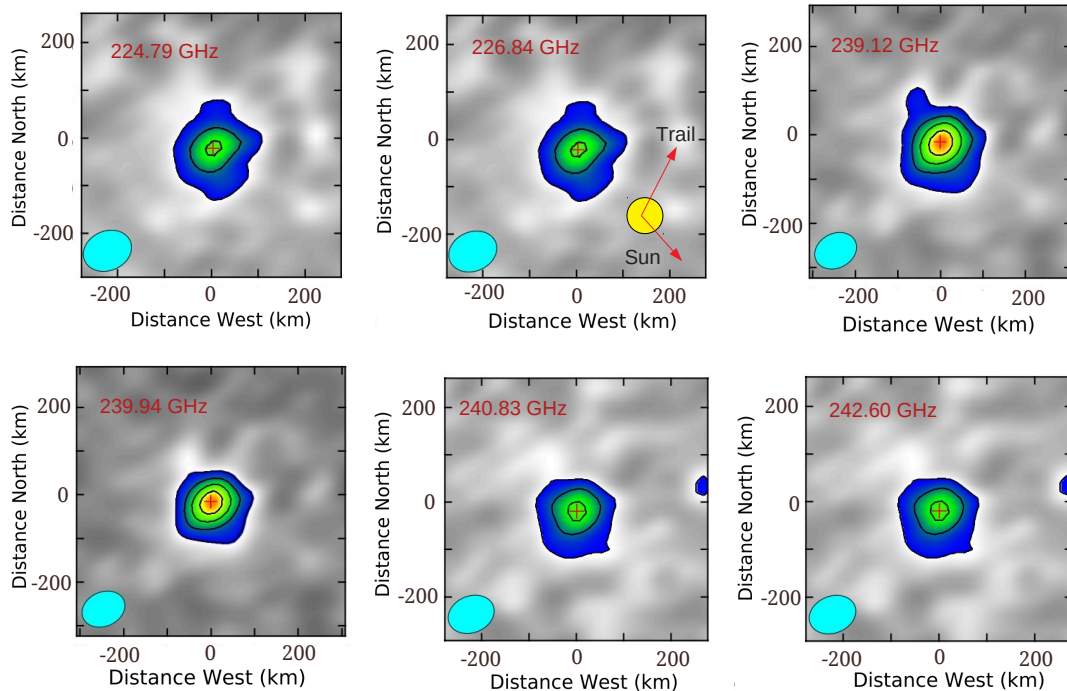 224.79 GHz
200
0
-200
Distance North (km)
-200
0
200
Distance West (km)
226.84 GHz
Trail
Sun
200
0
-200
Distance North (km)
-200
0
200
Distance West (km)
239.12 GHz
200
0
-200
Distance North (km)
-200
0
200
Distance West (km)
239.94 GHz
200
0
-200
Distance North (km)
-200
0
200
Distance West (km)
240.83 GHz
200
0
-200
Distance North (km)
-200
0
200
Distance West (km)
242.60 GHz
200
0
-200
Distance North (km)
-200
0
200
Distance West (km)